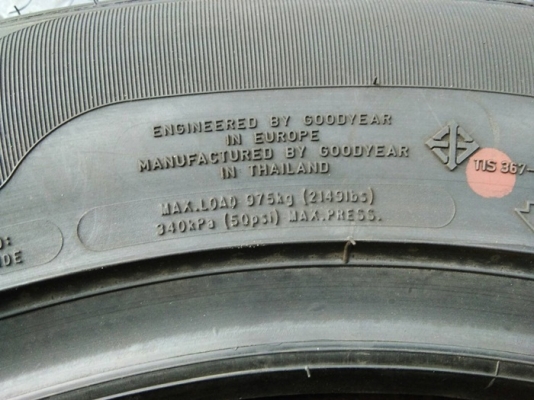 ENGINEERED BY GOODYEAR
IN EUROPE
MANUFACTURED BY GOODYEAR
IN THAILAND
TIS 367-
MAX.LOAD 975kg (2149lbs)
340kPa (50psi) MAX.PRESS.